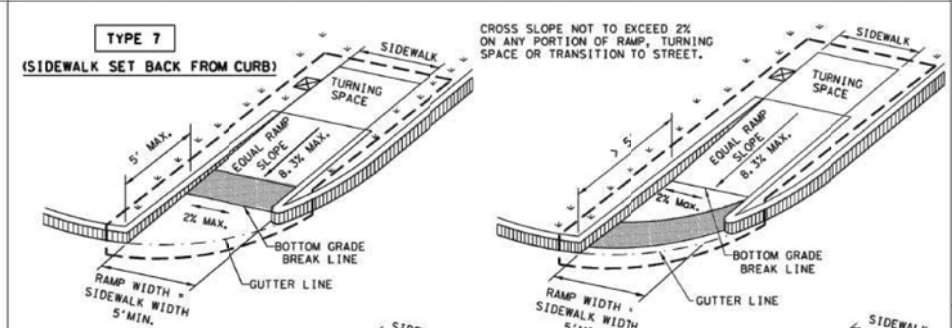 TYPE 7
(SIDEWALK SET BACK FROM CURB)
SIDEWALK
TURNING
SPACE
5' MAX.
EQUAL RAMP
SLOPE
8.3% MAX.
2% MAX.
BOTTOM GRADE
BREAK LINE
GUTTER LINE
RAMP WIDTH =
SIDEWALK WIDTH
5'MIN.
CROSS SLOPE NOT TO EXCEED 2%
ON ANY PORTION OF RAMP, TURNING
SPACE OR TRANSITION TO STREET.
SIDEWALK
TURNING
SPACE
> 5'
EQUAL RAMP
SLOPE
8.3% MAX.
2% Max.
BOTTOM GRADE
BREAK LINE
GUTTER LINE
RAMP WIDTH =
SIDEWALK WIDTH